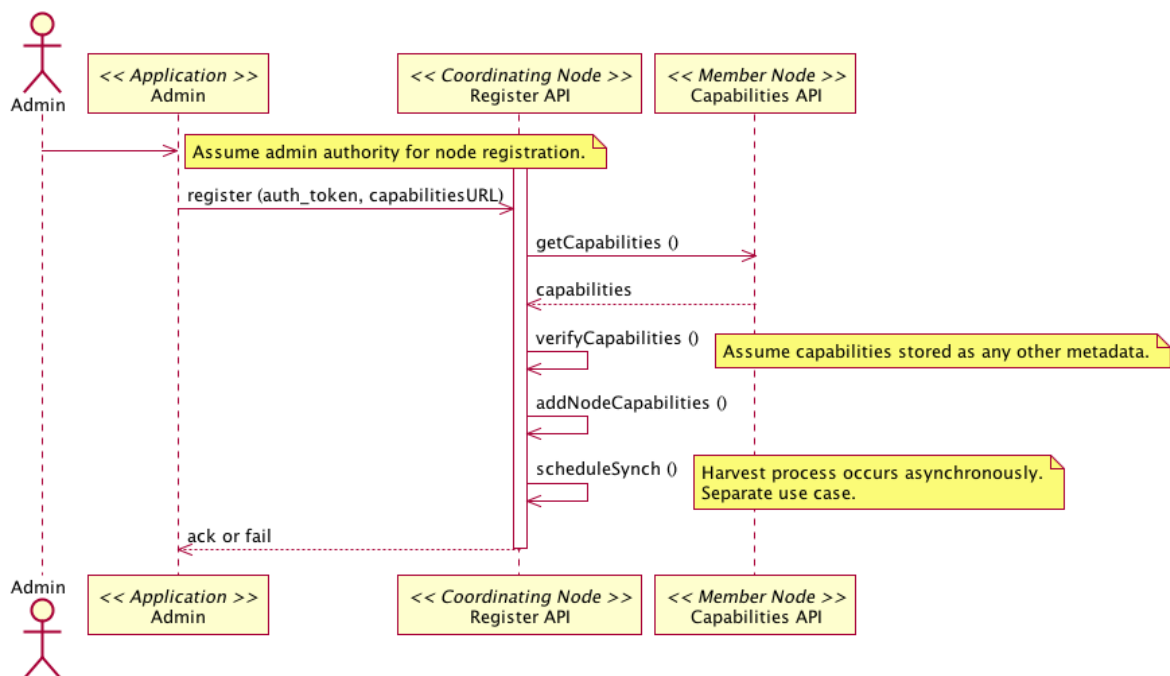 Admin
<< Application >>
Admin
<< Coordinating Node >>
Register API
<< Member Node >>
Capabilities API
Assume admin authority for node registration.
register (auth_token, capabilitiesURL)
getCapabilities ()
capabilities
verifyCapabilities ()
Assume capabilities stored as any other metadata.
addNodeCapabilities ()
scheduleSynch ()
Harvest process occurs asynchronously.
Separate use case.
ack or fail
Admin
<< Application >>
Admin
<< Coordinating Node >>
Register API
<< Member Node >>
Capabilities API